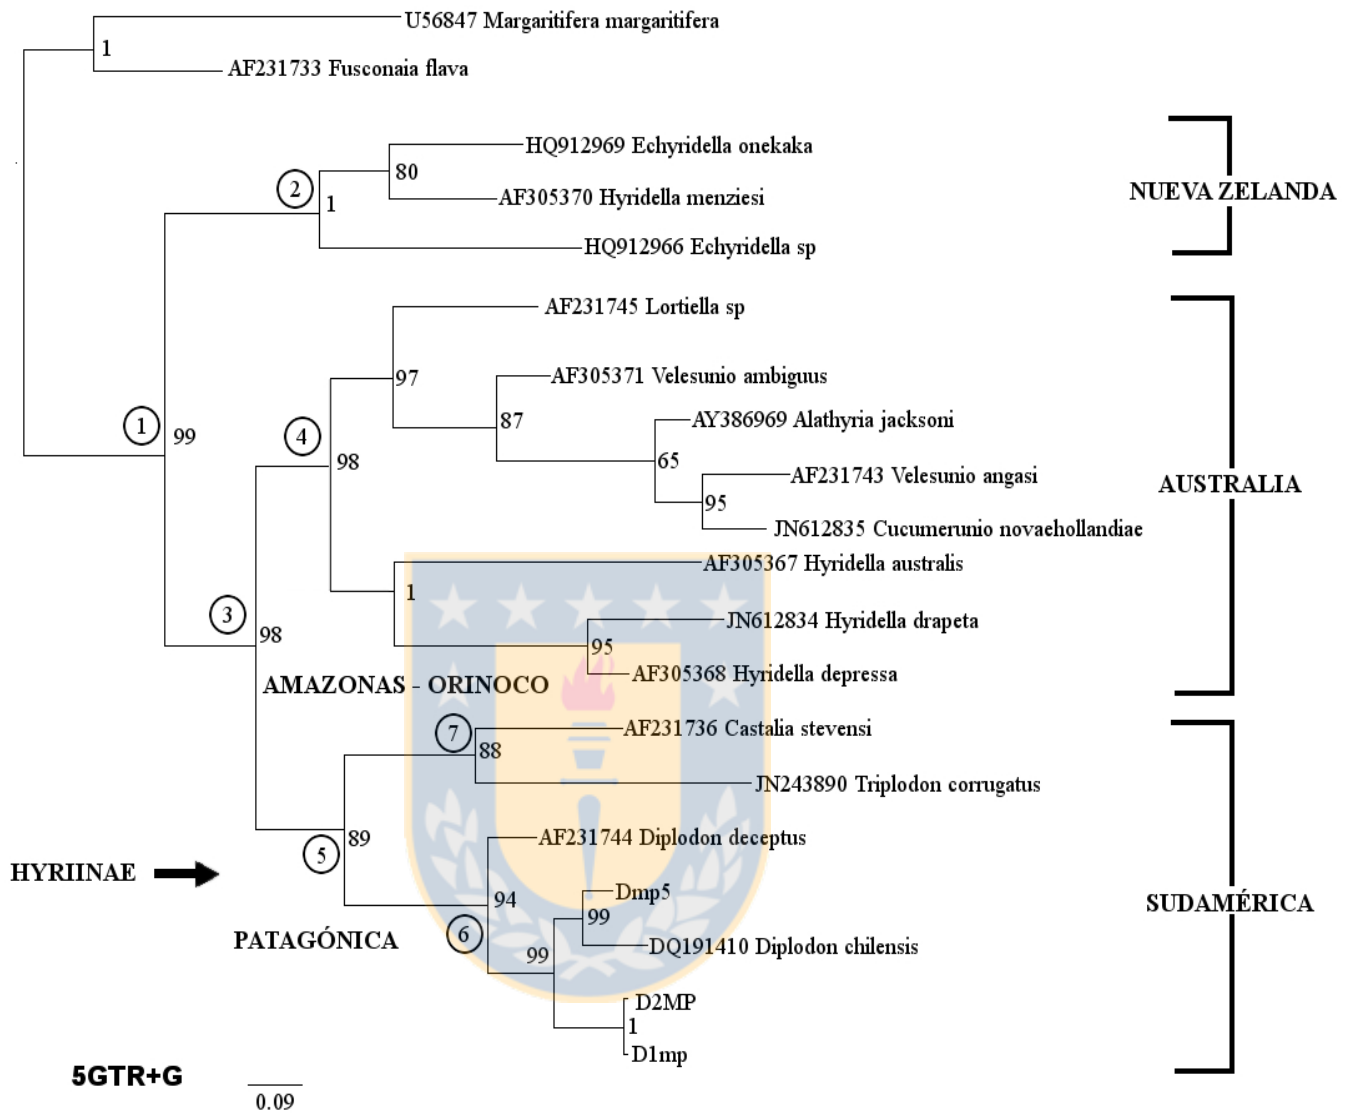 U56847 Margaritifera margaritifera
1
AF231733 Fusconaia flava
HQ912969 Echyridella onekaka
80
2
1
AF305370 Hyridella menziesi
NUEVA ZELANDA
HQ912966 Echyridella sp
AF231745 Lortiella sp
97
AF305371 Velesunio ambiguus
87
AY386969 Alathyria jacksoni
1
99
4
98
65
AF231743 Velesunio angasi
AUSTRALIA
95
JN612835 Cucumerunio novaehollandiae
AF305367 Hyridella australis
1
3
98
JN612834 Hyridella drapeta
95
AF305368 Hyridella depressa
AMAZONAS - ORINOCO
7
88
AF231736 Castalia stevensi
JN243890 Triplodon corrugatus
89
5
AF231744 Diplodon deceptus
HYRIINAE
94
Dmp5
99
SUDAMÉRICA
PATAGÓNICA
6
99
DQ191410 Diplodon chilensis
D2MP
1
D1mp
5GTR+G
0.09